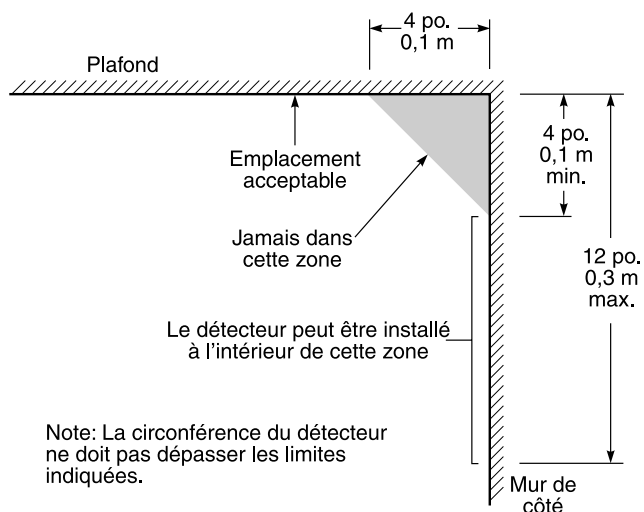 4 po.
0,1 m
Plafond
4 po.
0,1 m
min.
Emplacement
acceptable
Jamais dans
cette zone
12 po.
0,3 m
max.
Le détecteur peut être installé
à l'intérieur de cette zone
Note: La circonférence du détecteur
ne doit pas dépasser les limites
indiquées.
Mur de
côté